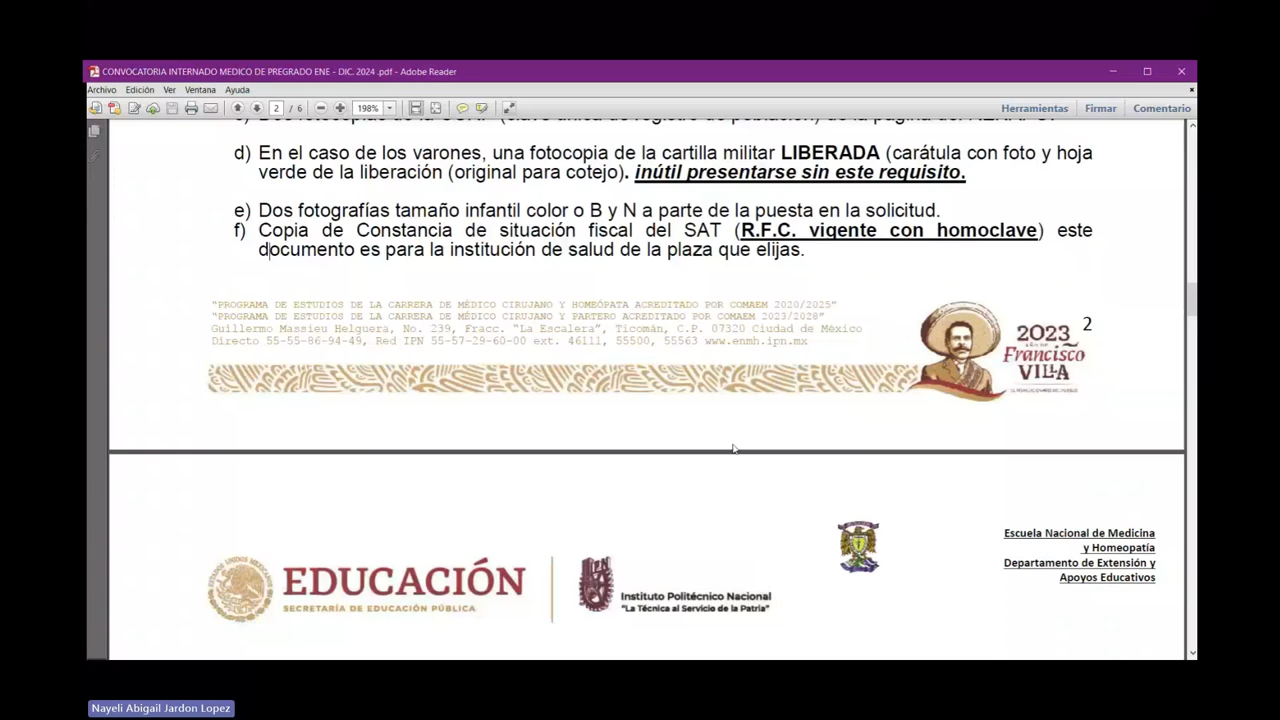 CONVOCATORIA INTERNADO MEDICO DE PREGRADO ENE - DIC. 2024 .pdf - Adobe Reader
Archivo Edición Ver Ventana Ayuda
2 / 6 198% Herramientas Firmar Comentario
d) En el caso de los varones, una fotocopia de la cartilla militar LIBERADA (carátula con foto y hoja
verde de la liberación (original para cotejo). inútil presentarse sin este requisito.
e) Dos fotografías tamaño infantil color o B y N a parte de la puesta en la solicitud.
f) Copia de Constancia de situación fiscal del SAT (R.F.C. vigente con homoclave) este
documento es para la institución de salud de la plaza que elijas.
"PROGRAMA DE ESTUDIOS DE LA CARRERA DE MÉDICO CIRUJANO Y HOMEÓPATA ACREDITADO POR COMAEM 2020/2025"
"PROGRAMA DE ESTUDIOS DE LA CARRERA DE MÉDICO CIRUJANO Y PARTERO ACREDITADO POR COMAEM 2023/2028"
Guillermo Massieu Helguera, No. 239, Fracc. "La Escalera", Ticomán, C.P. 07320 Ciudad de México
Directo 55-55-86-94-49, Red IPN 55-57-29-60-00 ext. 46111, 55500, 55563 www.enmh.ipn.mx
2023
AÑO DE
Francisco
VILLA
EL REVOLUCIONARIO DEL PUEBLO
2
EDUCACIÓN
SECRETARÍA DE EDUCACIÓN PÚBLICA
Instituto Politécnico Nacional
"La Técnica al Servicio de la Patria"
Escuela Nacional de Medicina
y Homeopatía
Departamento de Extensión y
Apoyos Educativos
Nayeli Abigail Jardon Lopez